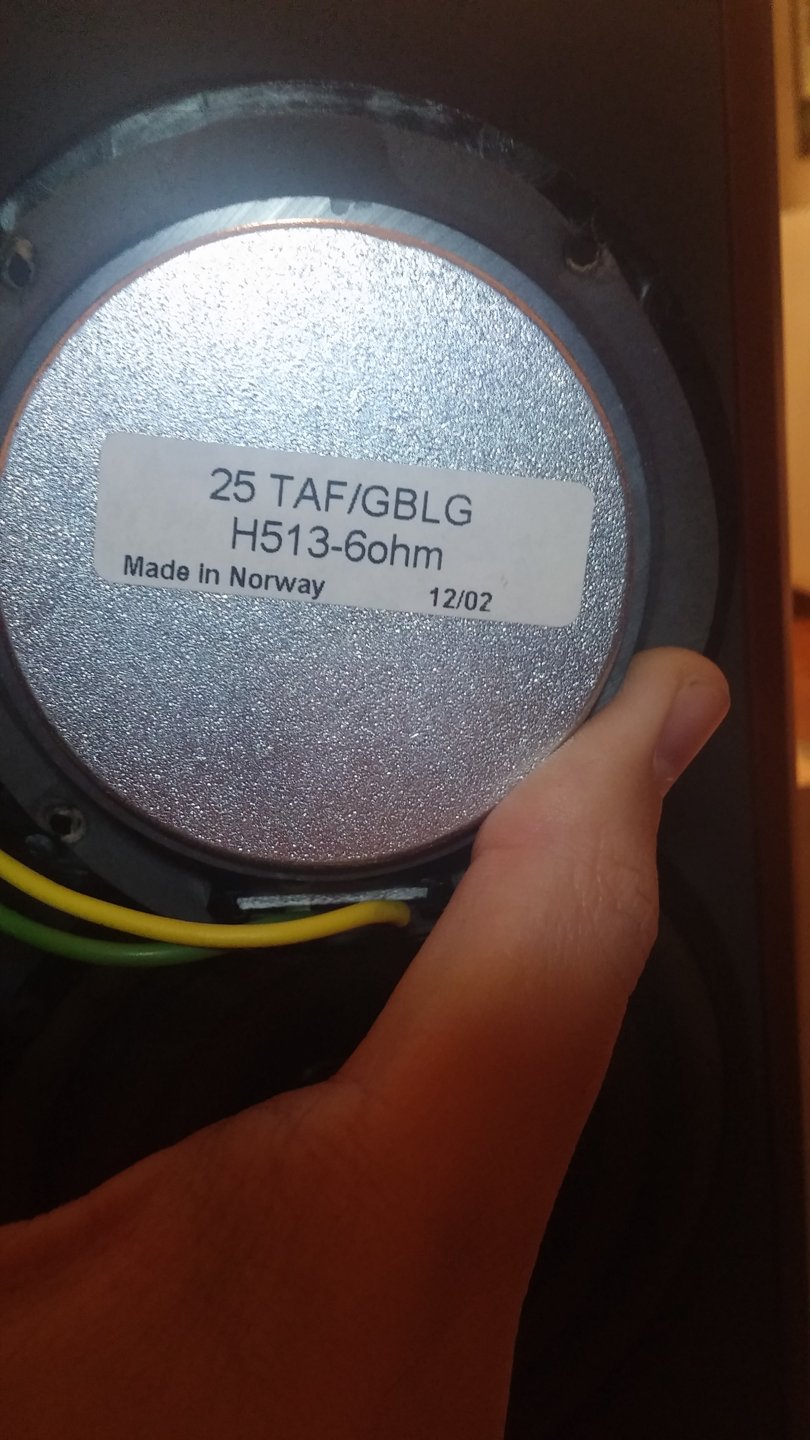 25 TAF/GBLG
H513-6ohm
Made in Norway 12/02